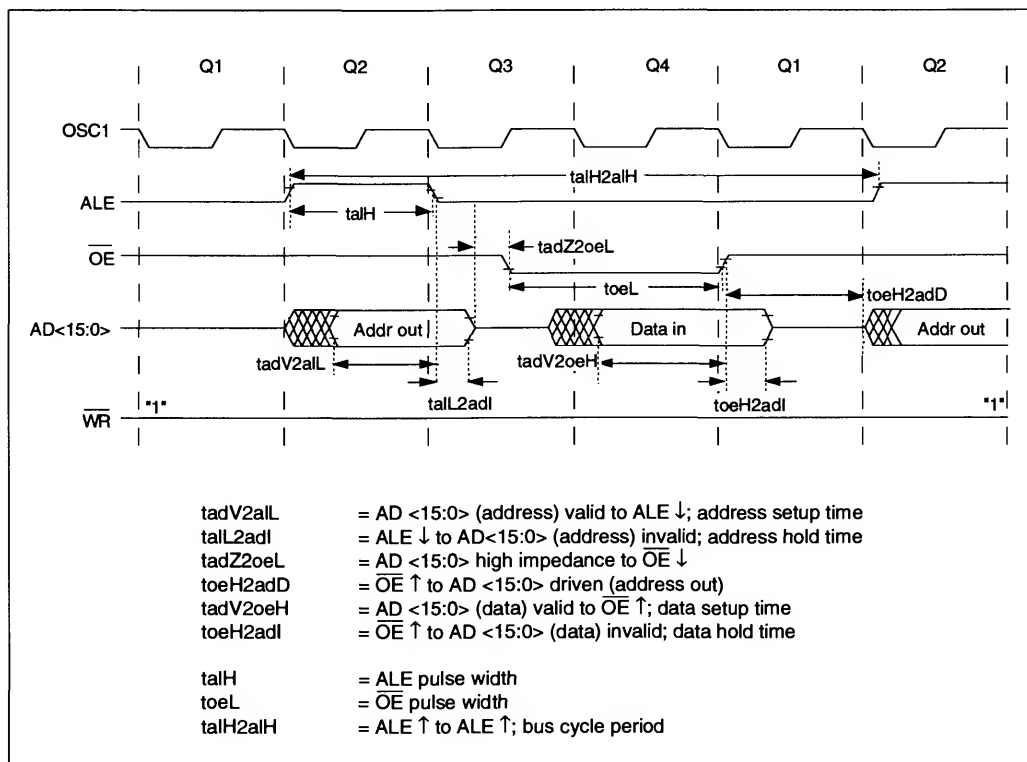 Q1 Q2 Q3 Q4 Q1 Q2
OSC1
talH2alH
ALE
talH
tadZ2oeL
OE
toeL
toeH2adD
AD<15:0>
Addr out
Data in
Addr out
tadV2alL
tadV2oeH
talL2adI
toeH2adI
"1"
"1"
WR
tadV2alL = AD <15:0> (address) valid to ALE ↓; address setup time
talL2adI = ALE ↓ to AD<15:0> (address) invalid; address hold time
tadZ2oeL = AD <15:0> high impedance to OE ↓
toeH2adD = OE ↑ to AD <15:0> driven (address out)
tadV2oeH = AD <15:0> (data) valid to OE ↑; data setup time
toeH2adI = OE ↑ to AD <15:0> (data) invalid; data hold time
talH = ALE pulse width
toeL = OE pulse width
talH2alH = ALE ↑ to ALE ↑; bus cycle period